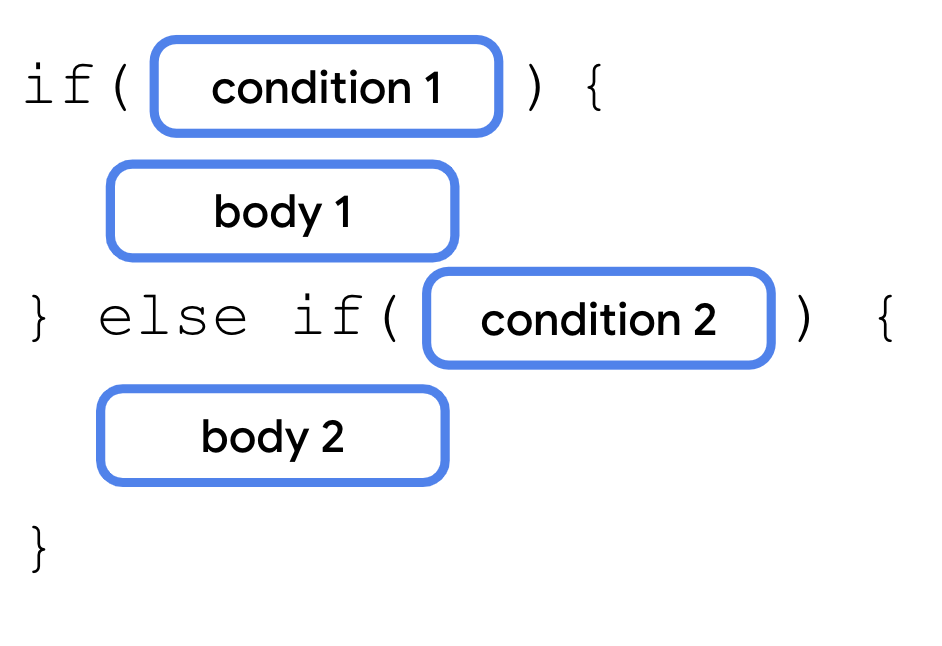 if( condition 1 ) {
body 1
} else if( condition 2 ) {
body 2
}